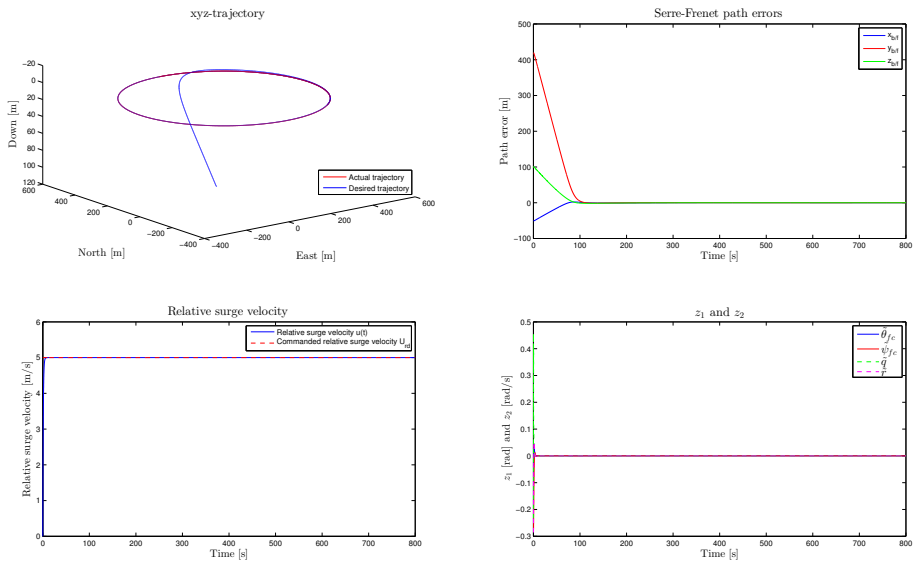 xyz-trajectory
−20
0
20
40
60
80
100
120
Down [m]
600
400
200
0
−200
−400
North [m]
−400
−200
0
200
400
600
East [m]
Actual trajectory
Desired trajectory
Serre-Frenet path errors
500
400
300
200
100
0
−100
Path error [m]
0 100 200 300 400 500 600 700 800
Time [s]
x_b/f
y_b/f
z_b/f
Relative surge velocity
6
5
4
3
2
1
0
Relative surge velocity [m/s]
0 100 200 300 400 500 600 700 800
Time [s]
Relative surge velocity u(t)
Commanded relative surge velocity U_rd
z_1 and z_2
0.5
0.4
0.3
0.2
0.1
0
−0.1
−0.2
−0.3
z_1 [rad] and z_2 [rad/s]
0 100 200 300 400 500 600 700 800
Time [s]
θ̃_fc
ψ̃_fc
q̃
r̃